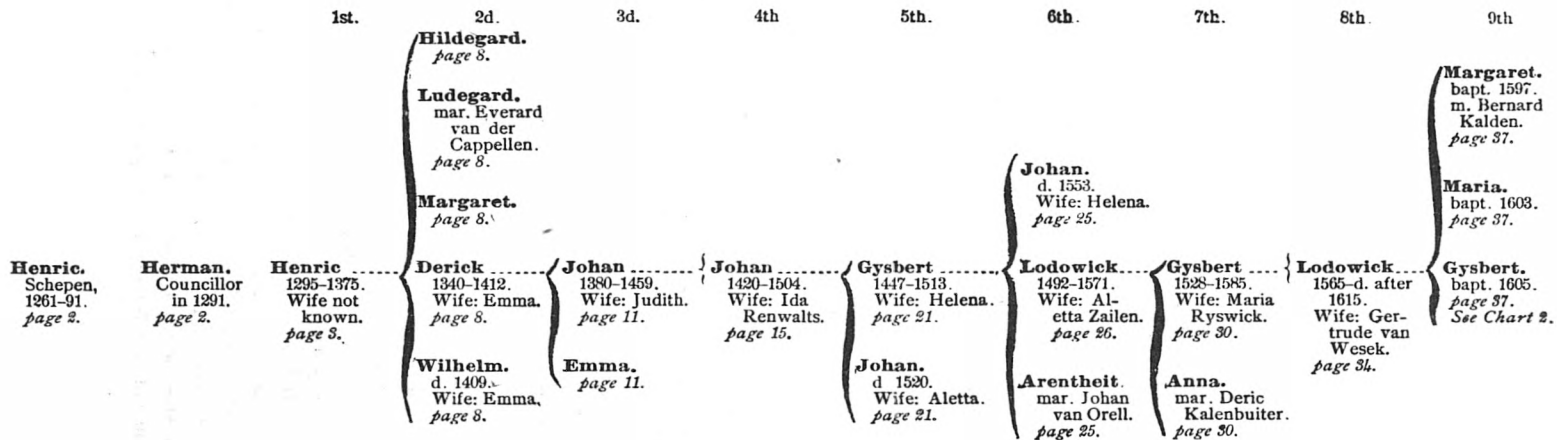 1st.
2d.
3d.
4th
5th.
6th.
7th.
8th.
9th
Henric.
Schepen,
1261–91.
page 2.
Herman.
Councillor
in 1291.
page 2.
Henric
1295–1375.
Wife not
known.
page 3.
Hildegard.
page 8.
Ludegard.
mar. Everard
van der
Cappellen.
page 8.
Margaret.
page 8.
Derick
1340–1412.
Wife: Emma.
page 8.
Wilhelm.
d. 1409.
Wife: Emma.
page 8.
Johan
1380–1459.
Wife: Judith.
page 11.
Emma.
page 11.
Johan
1420–1504.
Wife: Ida
Renwalts.
page 15.
Gysbert
1447–1513.
Wife: Helena.
page 21.
Johan.
d 1520.
Wife: Aletta.
page 21.
Johan.
d. 1553.
Wife: Helena.
page 25.
Lodowick
1492–1571.
Wife: Al-
etta Zailen.
page 26.
Arentheit.
mar. Johan
van Orell.
page 25.
Gysbert
1528–1585.
Wife: Maria
Ryswick.
page 30.
Anna.
mar. Deric
Kalenbuiter.
page 30.
Lodowick
1565–d. after
1615.
Wife: Ger-
trude van
Wesek.
page 34.
Margaret.
bapt. 1597.
m. Bernard
Kalden.
page 37.
Maria.
bapt. 1603.
page 37.
Gysbert.
bapt. 1605.
page 37.
See Chart 2.